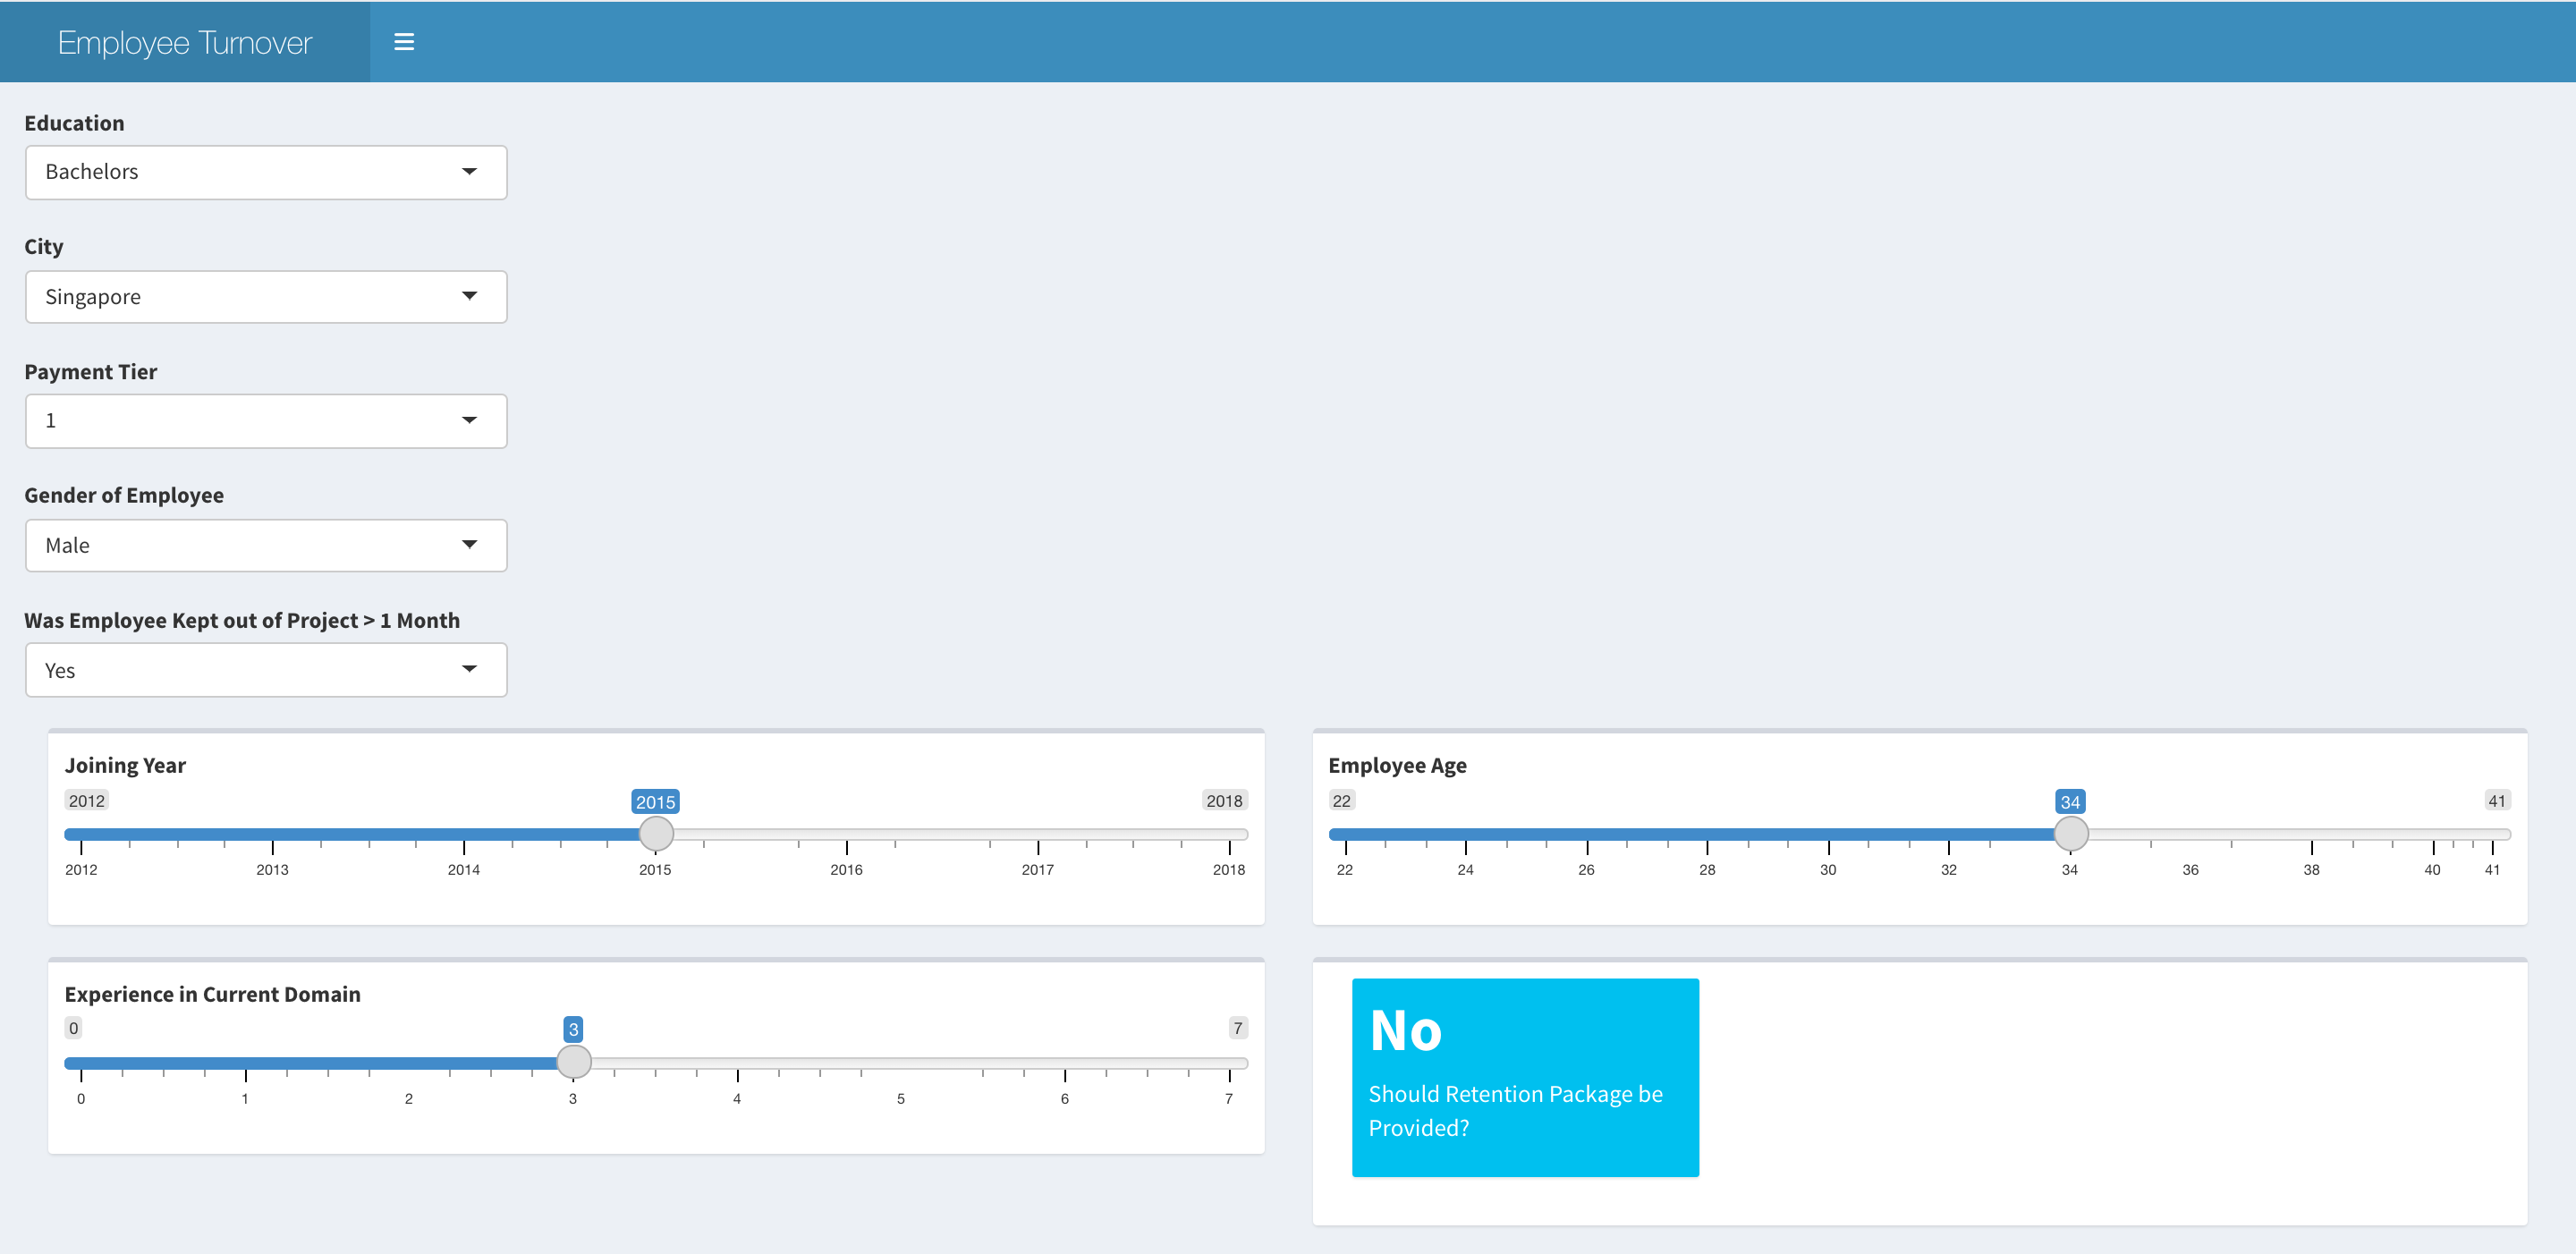 Employee Turnover
Education
Bachelors
City
Singapore
Payment Tier
1
Gender of Employee
Male
Was Employee Kept out of Project > 1 Month
Yes
Joining Year
2012 2015 2018
2012 2013 2014 2015 2016 2017 2018
Employee Age
22 34 41
22 24 26 28 30 32 34 36 38 40 41
Experience in Current Domain
0 3 7
0 1 2 3 4 5 6 7
No
Should Retention Package be
Provided?